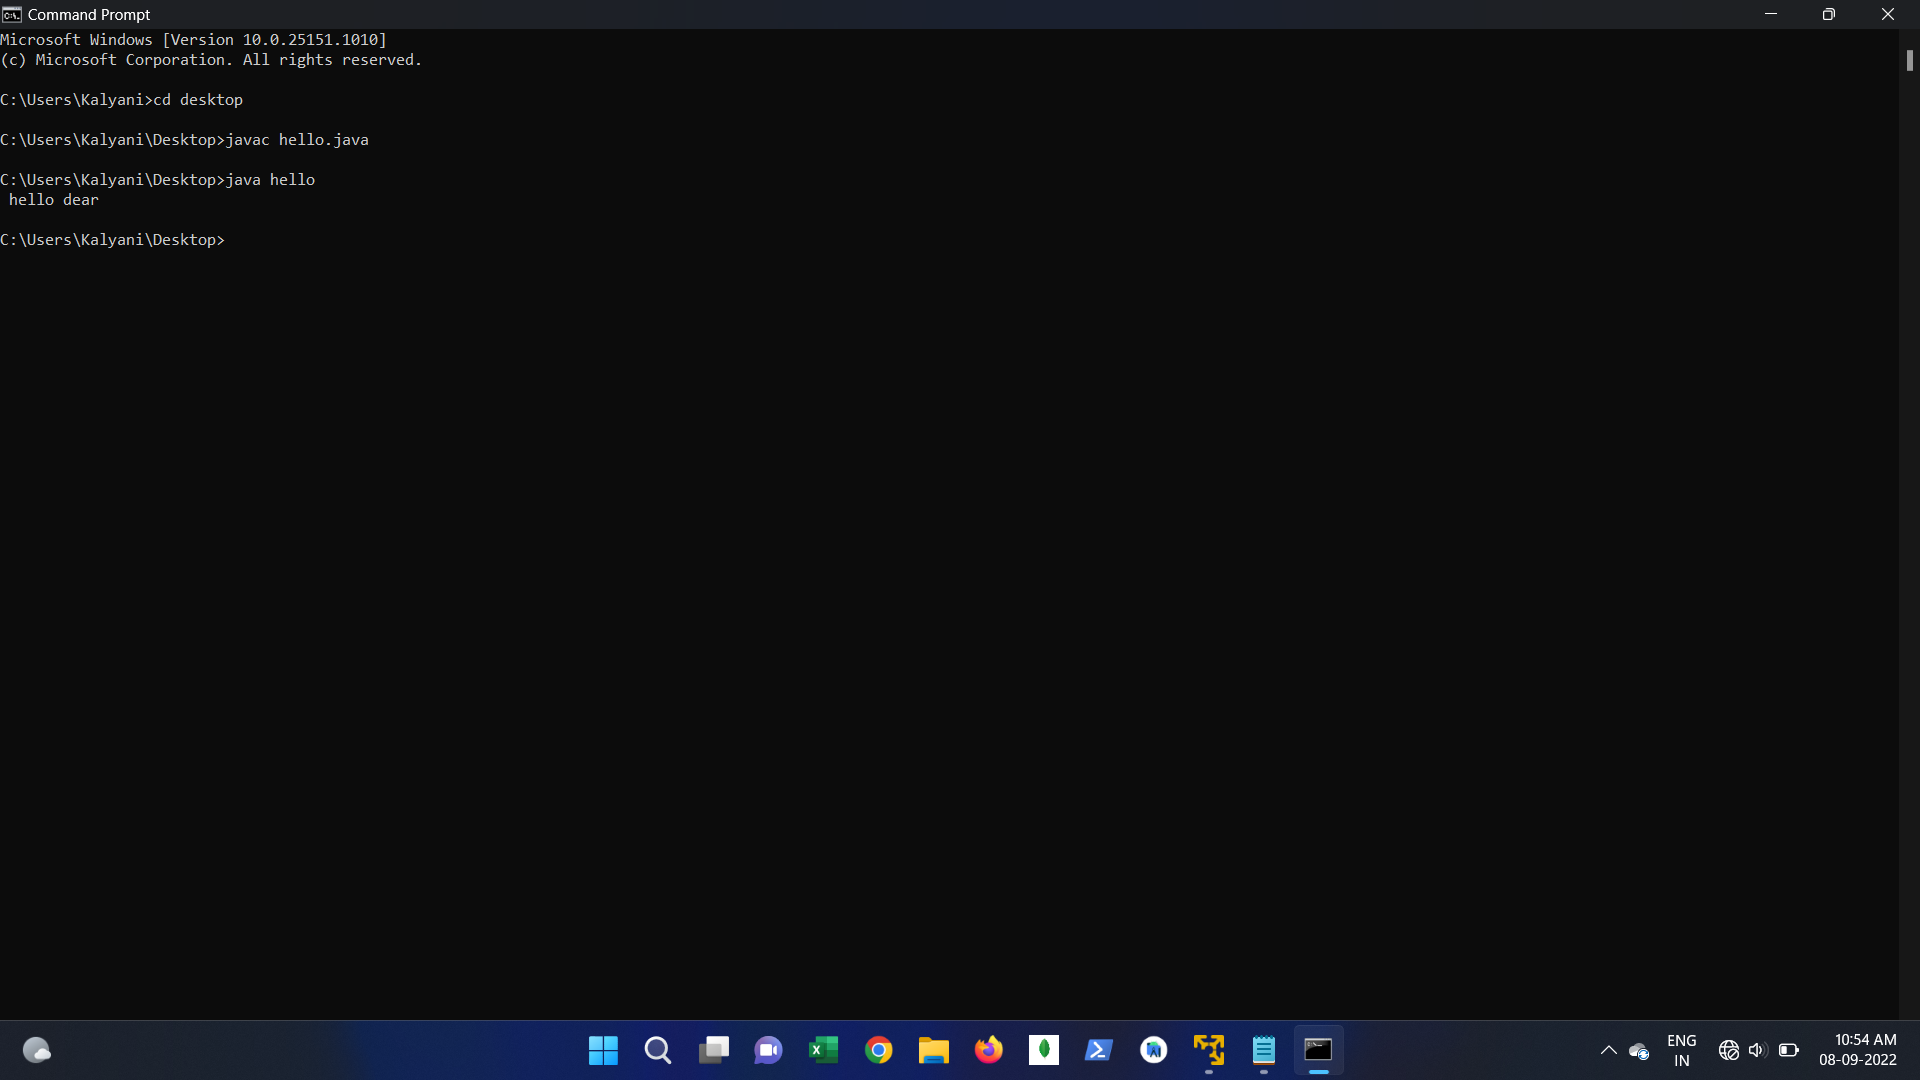 Command Prompt
Microsoft Windows [Version 10.0.25151.1010]
(c) Microsoft Corporation. All rights reserved.
C:\Users\Kalyani>cd desktop
C:\Users\Kalyani\Desktop>javac hello.java
C:\Users\Kalyani\Desktop>java hello
 hello dear
C:\Users\Kalyani\Desktop>
ENG
IN
10:54 AM
08-09-2022